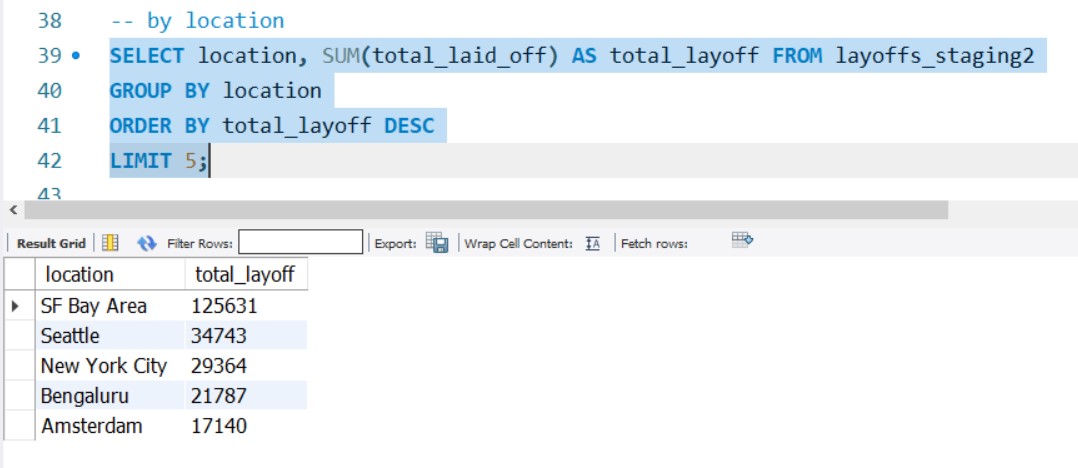 38 -- by location
39 SELECT location, SUM(total_laid_off) AS total_layoff FROM layoffs_staging2
40 GROUP BY location
41 ORDER BY total_layoff DESC
42 LIMIT 5;
43
Result Grid Filter Rows: Export: Wrap Cell Content: Fetch rows:
location total_layoff
SF Bay Area 125631
Seattle 34743
New York City 29364
Bengaluru 21787
Amsterdam 17140